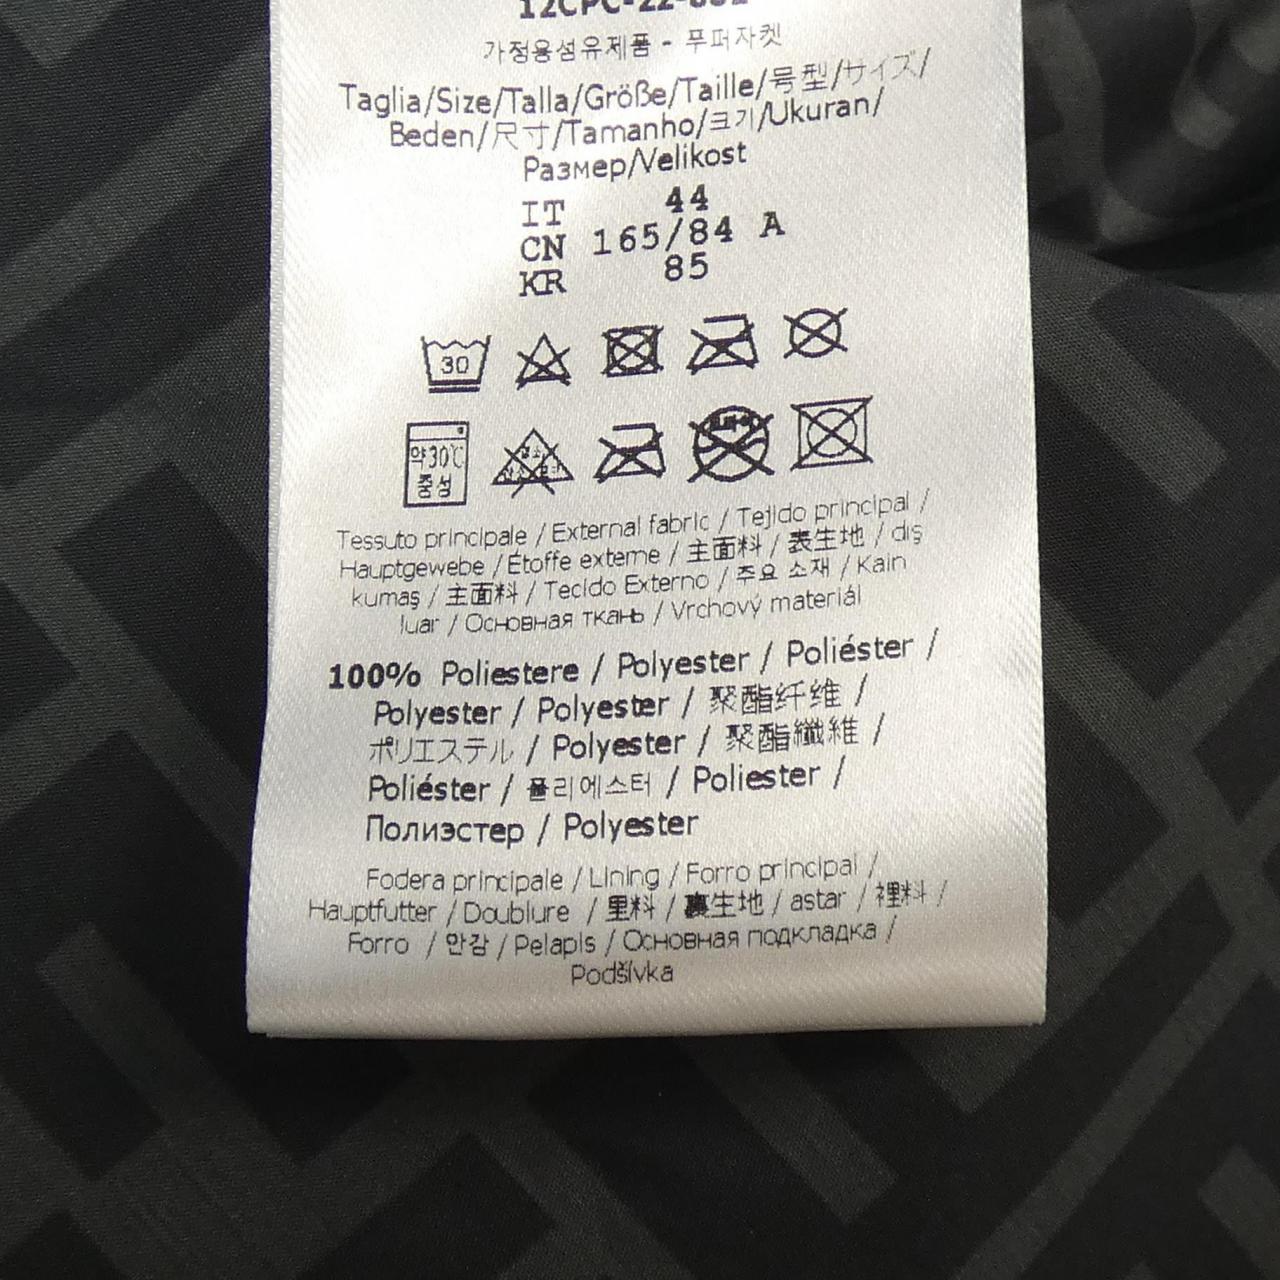 가정용섬유제품 - 푸퍼자켓
Taglia/Size/Talla/Größe/Taille/号型/サイズ/
Beden/尺寸/Tamanho/크기/Ukuran/
Размер/Velikost
IT 44
CN 165/84 A
KR 85
30
약30℃
중성
Tessuto principale / External fabric / Tejido principal /
Hauptgewebe / Étoffe externe / 主面料 / 表生地 / dış
kumaş / 主面料 / Tecido Externo / 주요 소재 / Kain
luar / Основная ткань / Vrchový materiál
100% Poliestere / Polyester / Poliéster /
Polyester / Polyester / 聚酯纤维 /
ポリエステル / Polyester / 聚酯纖維 /
Poliéster / 폴리에스터 / Poliester /
Полиэстер / Polyester
Fodera principale / Lining / Forro principal /
Hauptfutter / Doublure / 里料 / 裏生地 / astar / 裡料 /
Forro / 안감 / Pelapis / Основная подкладка /
Podšívka